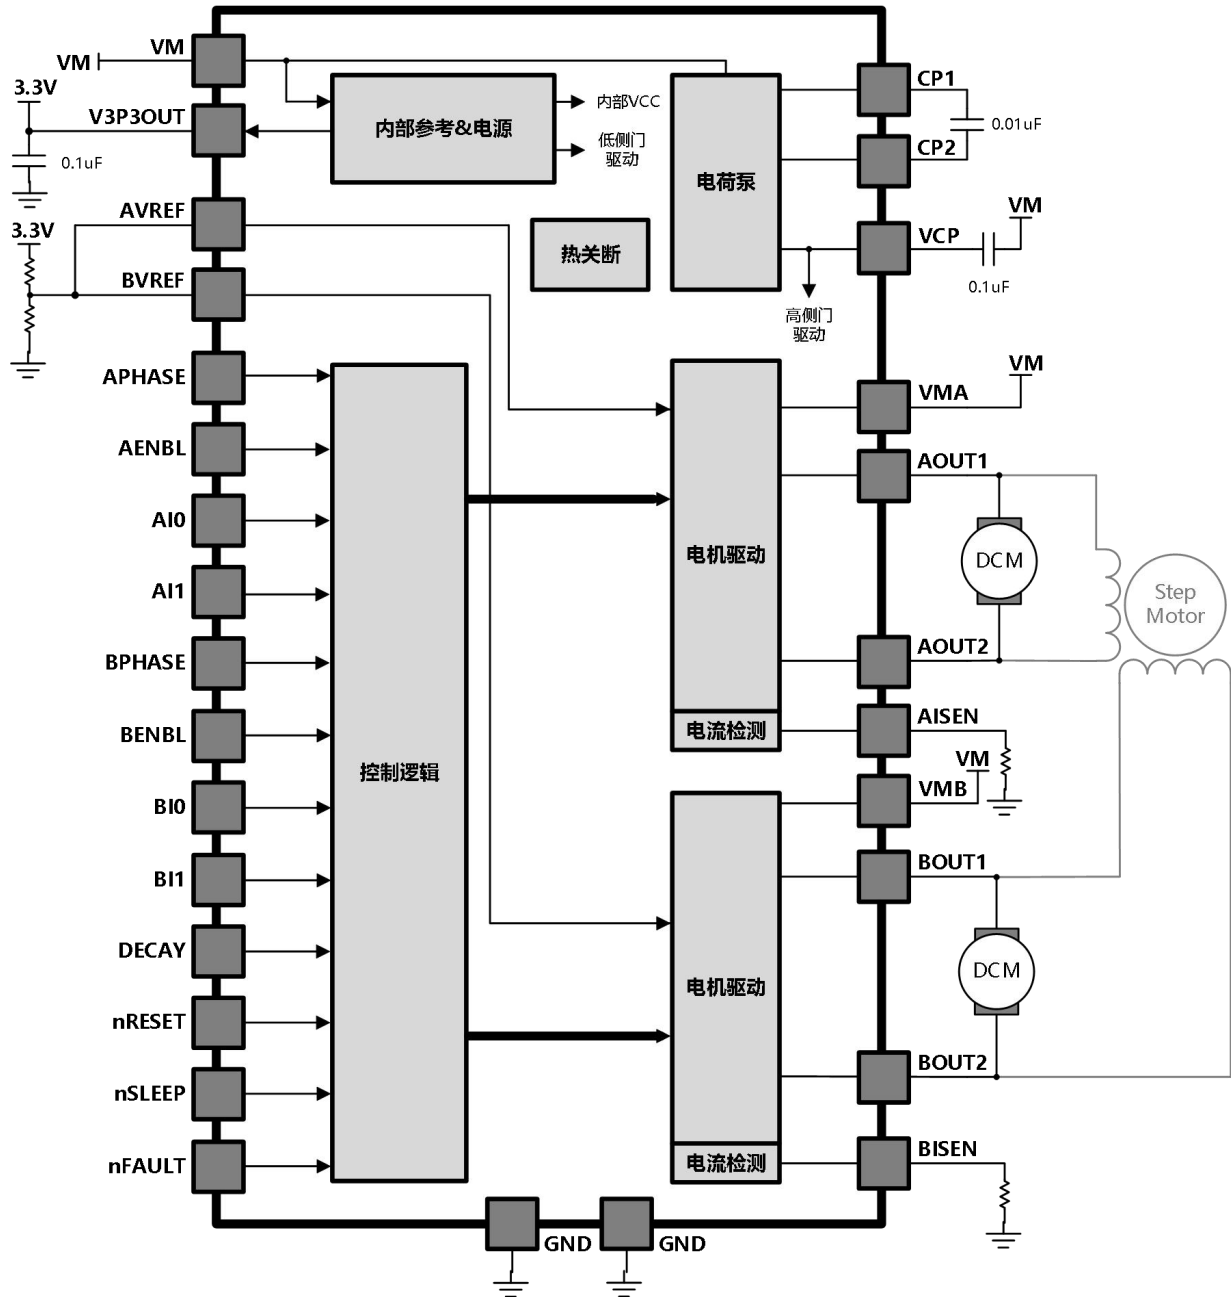 VM
VM
3.3V
V3P3OUT
0.1uF
内部参考&电源
内部VCC
低侧门
驱动
电荷泵
CP1
0.01uF
CP2
AVREF
3.3V
BVREF
热关断
VM
VCP
0.1uF
高侧门
驱动
APHASE
AENBL
AI0
AI1
BPHASE
BENBL
BI0
BI1
DECAY
nRESET
nSLEEP
nFAULT
控制逻辑
电机驱动
电流检测
VM
VMA
AOUT1
DCM
Step
Motor
AOUT2
AISEN
VM
VMB
电机驱动
电流检测
BOUT1
DCM
BOUT2
BISEN
GND
GND